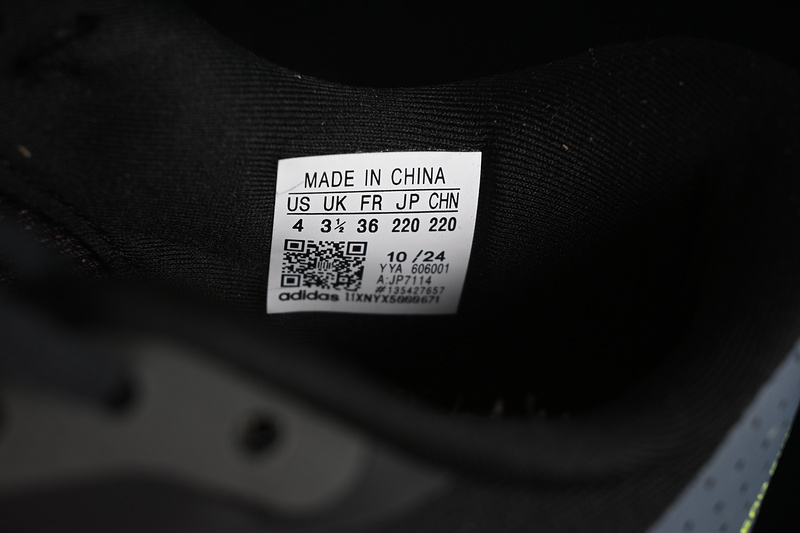 MADE IN CHINA
US UK FR JP CHN
4 3½ 36 220 220
10 /24
YYA 606001
A:JP7114
#135427657
adidas 11XNYX5000671